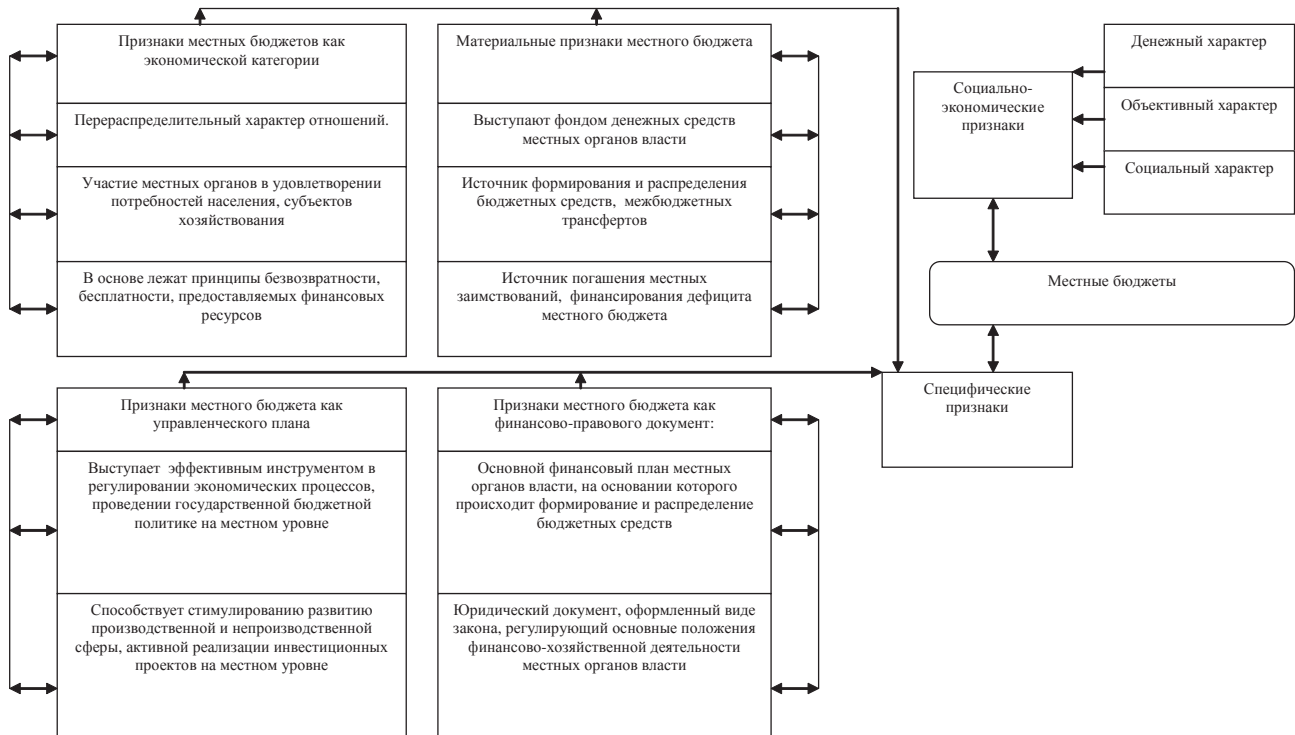 Признаки местных бюджетов как
экономической категории
Перераспределительный характер отношений.
Участие местных органов в удовлетворении
потребностей населения, субъектов
хозяйствования
В основе лежат принципы безвозвратности,
бесплатности, предоставляемых финансовых
ресурсов
Материальные признаки местного бюджета
Выступают фондом денежных средств
местных органов власти
Источник формирования и распределения
бюджетных средств, межбюджетных
трансфертов
Источник погашения местных
заимствований, финансирования дефицита
местного бюджета
Социально-
экономические
признаки
Денежный характер
Объективный характер
Социальный характер
Местные бюджеты
Специфические
признаки
Признаки местного бюджета как
управленческого плана
Выступает эффективным инструментом в
регулировании экономических процессов,
проведении государственной бюджетной
политике на местном уровне
Способствует стимулированию развитию
производственной и непроизводственной
сферы, активной реализации инвестиционных
проектов на местном уровне
Признаки местного бюджета как
финансово-правового документ:
Основной финансовый план местных
органов власти, на основании которого
происходит формирование и распределение
бюджетных средств
Юридический документ, оформленный виде
закона, регулирующий основные положения
финансово-хозяйственной деятельности
местных органов власти